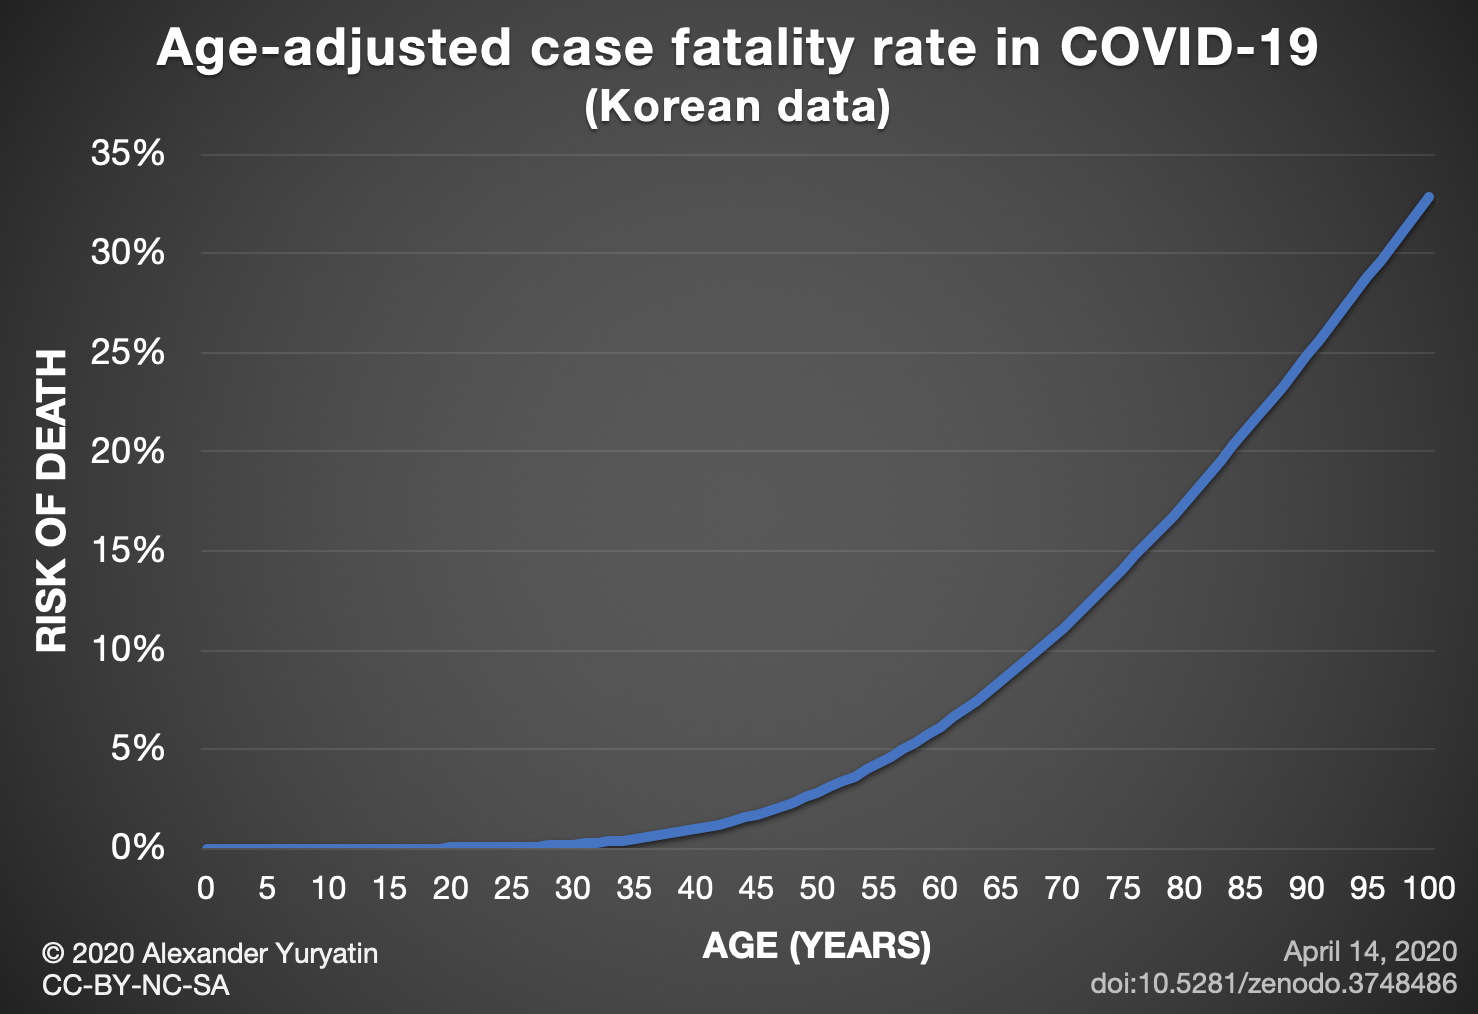 Age-adjusted case fatality rate in COVID-19
(Korean data)
35%
30%
25%
20%
15%
10%
5%
0%
RISK OF DEATH
0 5 10 15 20 25 30 35 40 45 50 55 60 65 70 75 80 85 90 95 100
AGE (YEARS)
© 2020 Alexander Yuryatin
CC-BY-NC-SA
April 14, 2020
doi:10.5281/zenodo.3748486